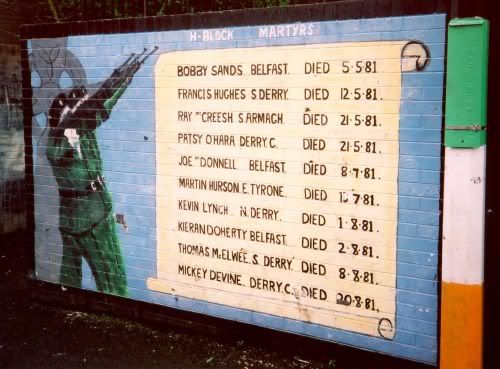 H-BLOCK MARTYRS
BOBBY SANDS. BELFAST. DIED 5.5.81.
FRANCIS HUGHES S.DERRY. DIED 12.5.81.
RAY McCREESH S.ARMAGH. DIED 21.5.81.
PATSY O'HARA DERRY.C. DIED 21.5.81.
JOE McDONNELL BELFAST. DIED 8.7.81.
MARTIN HURSON E.TYRONE. DIED 13.7.81.
KEVIN LYNCH. N. DERRY. DIED 1.8.81.
KIERAN DOHERTY BELFAST. DIED 2.8.81.
THOMAS McELWEE. S. DERRY. DIED 8.8.81.
MICKEY DEVINE. DERRY.C. DIED 20.8.81.